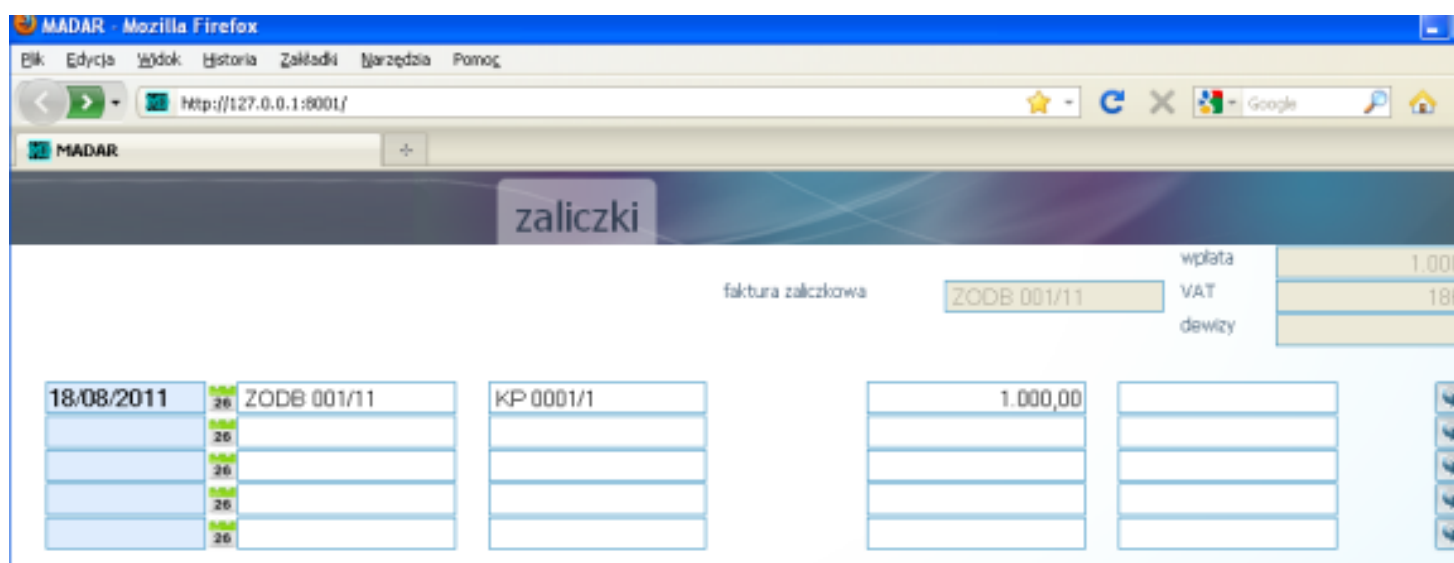 MADAR - Mozilla Firefox
Plik Edycja Widok Historia Zakładki Narzędzia Pomoc
http://127.0.0.1:8001/ Google
MADAR
zaliczki
wpłata
faktura zaliczkowa ZODB 001/11 VAT
dewizy
18/08/2011 26 ZODB 001/11 KP 0001/1 1.000,00
26
26
26
26